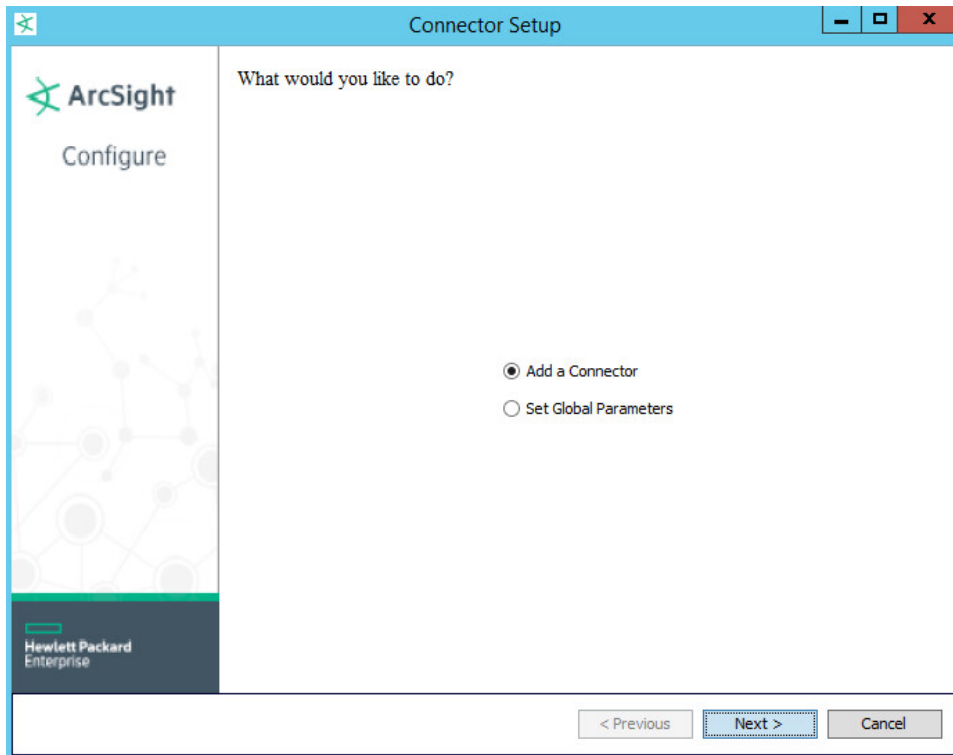 Connector Setup
ArcSight
Configure
What would you like to do?
Add a Connector
Set Global Parameters
Hewlett Packard
Enterprise
< Previous
Next >
Cancel